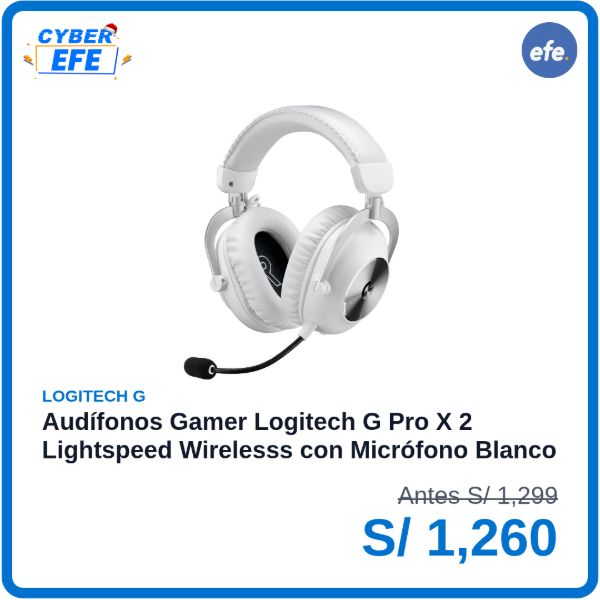 CYBER
EFE
efe.
LOGITECH G
Audífonos Gamer Logitech G Pro X 2
Lightspeed Wirelesss con Micrófono Blanco
Antes S/ 1,299
S/ 1,260